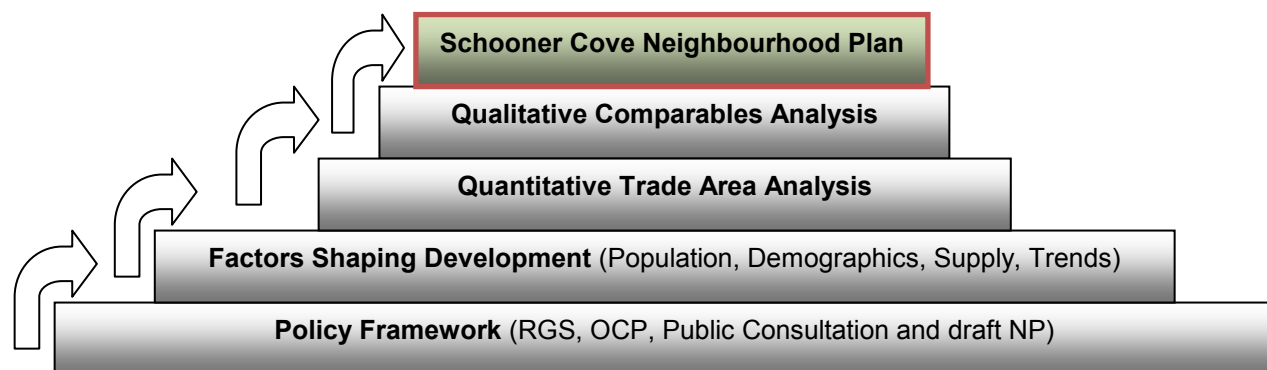 Schooner Cove Neighbourhood Plan
Qualitative Comparables Analysis
Quantitative Trade Area Analysis
Factors Shaping Development (Population, Demographics, Supply, Trends)
Policy Framework (RGS, OCP, Public Consultation and draft NP)